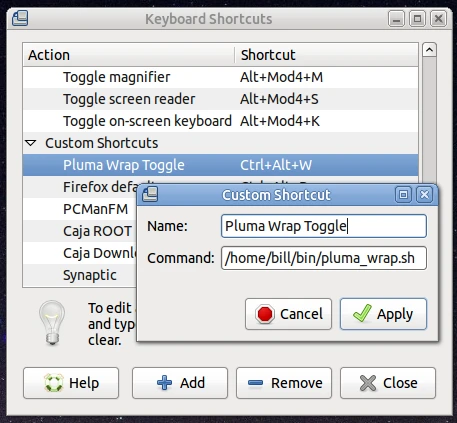 Keyboard Shortcuts
Action Shortcut
Toggle magnifier Alt+Mod4+M
Toggle screen reader Alt+Mod4+S
Toggle on-screen keyboard Alt+Mod4+K
Custom Shortcuts
Pluma Wrap Toggle Ctrl+Alt+W
Firefox
PCManFM
Caja ROOT
Caja
Synaptic
Custom Shortcut
Name: Pluma Wrap Toggle
Command: /home/bill/bin/pluma_wrap.sh
Cancel Apply
To edit
and
clear.
Help Add Remove Close